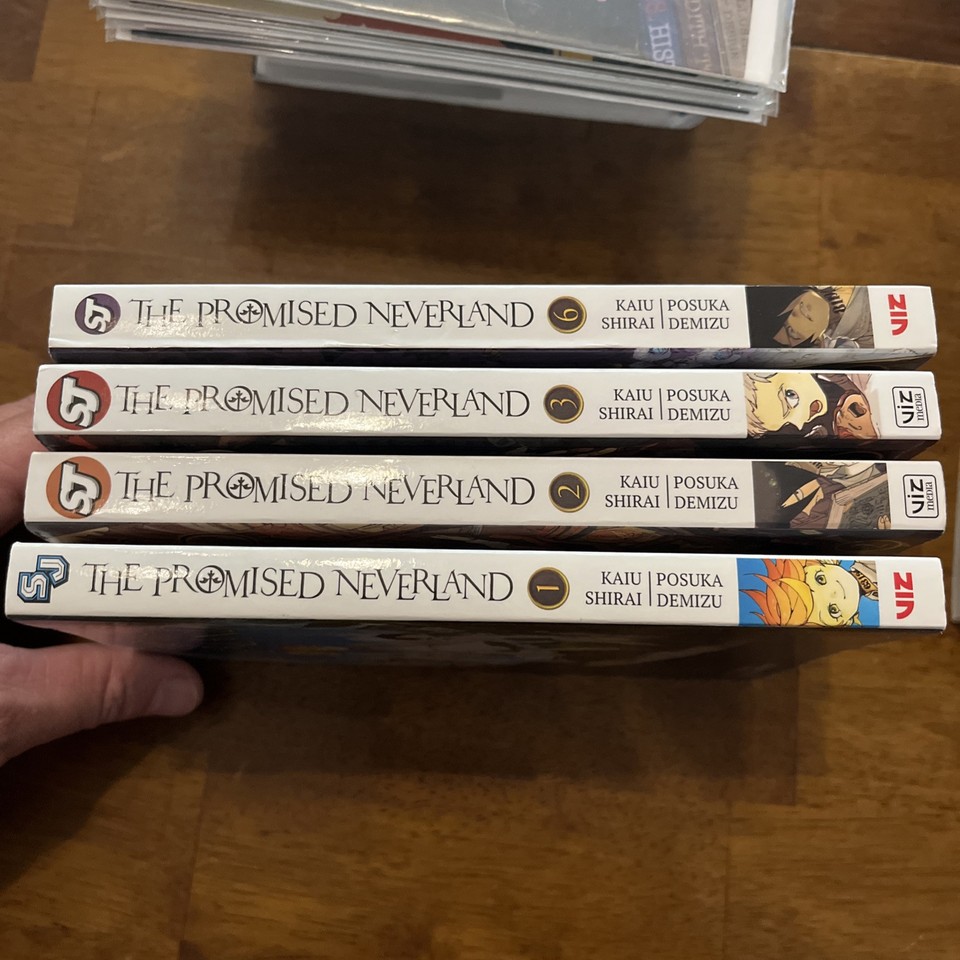 HIS
SJ THE PROMISED NEVERLAND 6 KAIU SHIRAI POSUKA DEMIZU VIZ
SJ THE PROMISED NEVERLAND 3 KAIU SHIRAI POSUKA DEMIZU VIZ media
SJ THE PROMISED NEVERLAND 2 KAIU SHIRAI POSUKA DEMIZU VIZ media
SJ THE PROMISED NEVERLAND 1 KAIU SHIRAI POSUKA DEMIZU VIZ